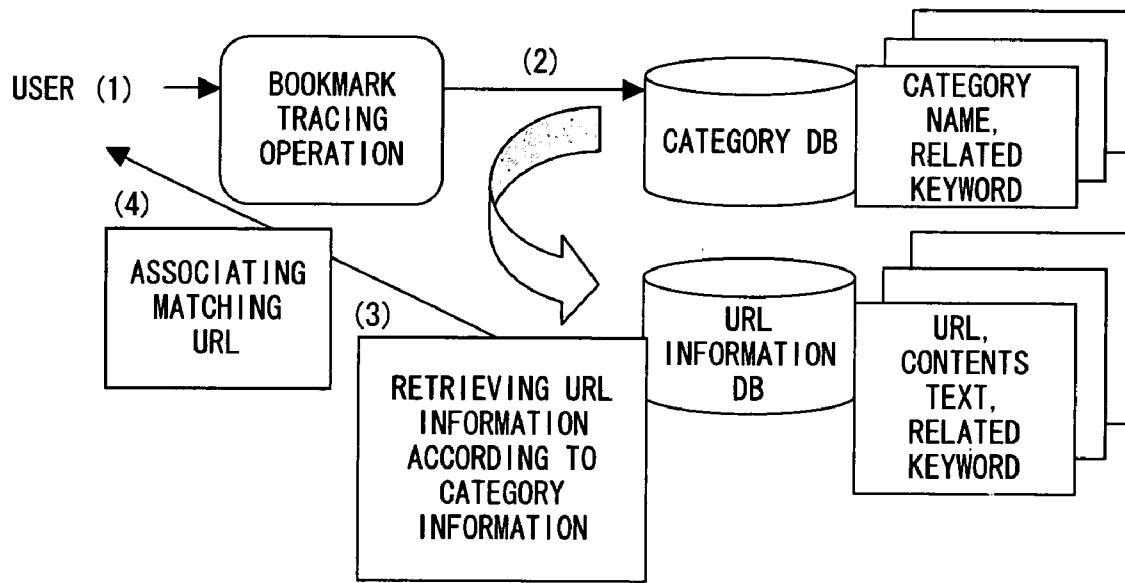 USER (1)
BOOKMARK
TRACING
OPERATION
(2)
CATEGORY DB
CATEGORY
NAME,
RELATED
KEYWORD
(4)
ASSOCIATING
MATCHING
URL
(3)
RETRIEVING URL
INFORMATION
ACCORDING TO
CATEGORY
INFORMATION
URL
INFORMATION
DB
URL,
CONTENTS
TEXT,
RELATED
KEYWORD